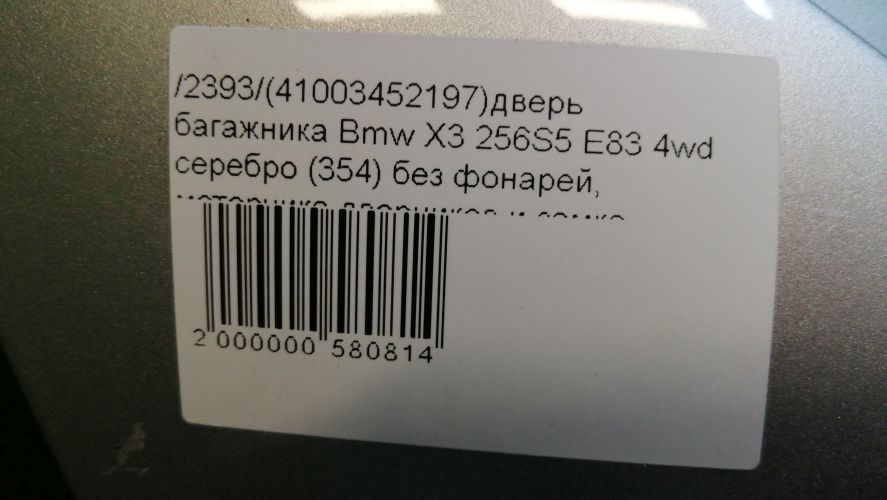 /2393/(41003452197)дверь
багажника Bmw X3 256S5 E83 4wd
серебро (354) без фонарей,
2 000000 580814